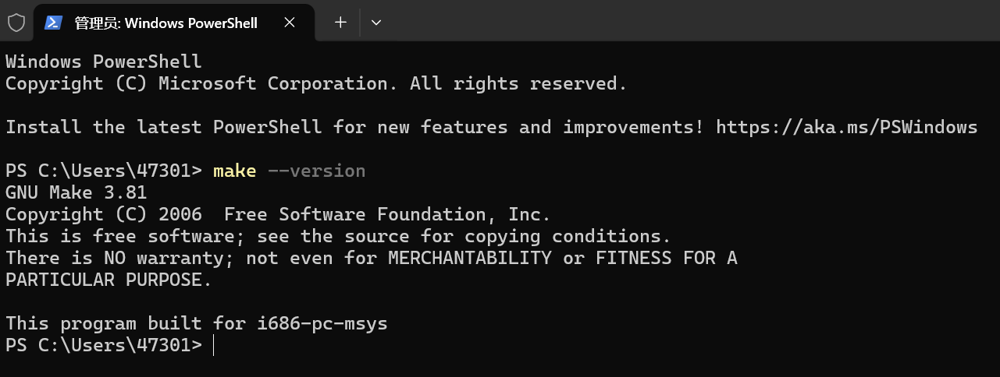 管理员: Windows PowerShell
Windows PowerShell
Copyright (C) Microsoft Corporation. All rights reserved.
Install the latest PowerShell for new features and improvements! https://aka.ms/PSWindows
PS C:\Users\47301> make --version
GNU Make 3.81
Copyright (C) 2006  Free Software Foundation, Inc.
This is free software; see the source for copying conditions.
There is NO warranty; not even for MERCHANTABILITY or FITNESS FOR A
PARTICULAR PURPOSE.
This program built for i686-pc-msys
PS C:\Users\47301>